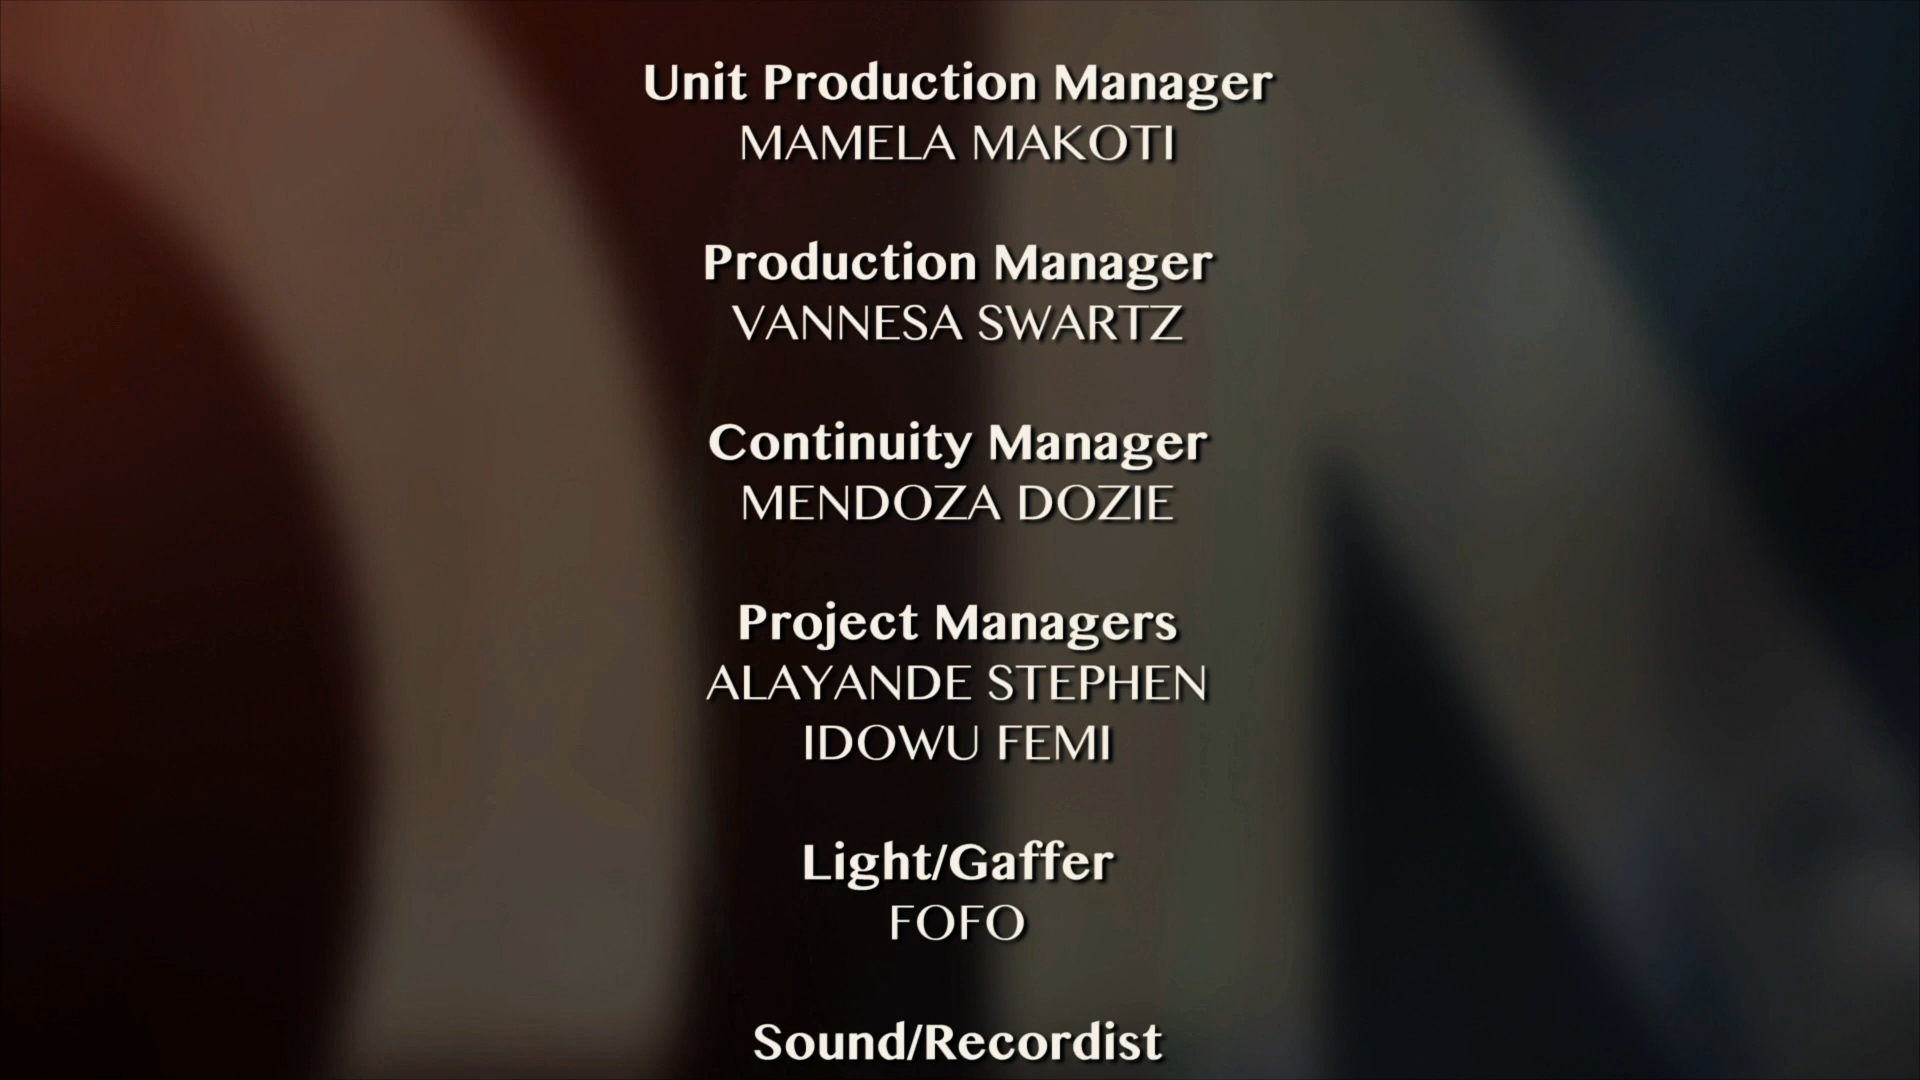 Unit Production Manager
MAMELA MAKOTI
Production Manager
VANNESA SWARTZ
Continuity Manager
MENDOZA DOZIE
Project Managers
ALAYANDE STEPHEN
IDOWU FEMI
Light/Gaffer
FOFO
Sound/Recordist